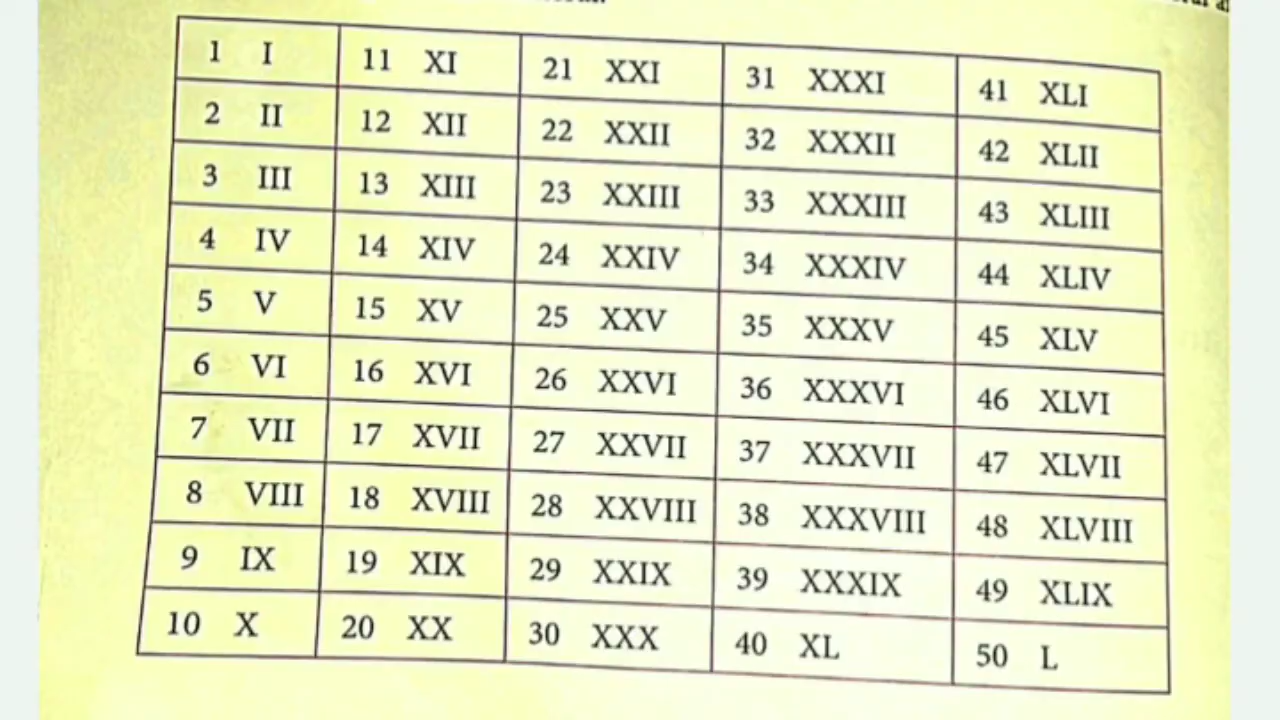 1 I 11 XI 21 XXI 31 XXXI 41 XLI
2 II 12 XII 22 XXII 32 XXXII 42 XLII
3 III 13 XIII 23 XXIII 33 XXXIII 43 XLIII
4 IV 14 XIV 24 XXIV 34 XXXIV 44 XLIV
5 V 15 XV 25 XXV 35 XXXV 45 XLV
6 VI 16 XVI 26 XXVI 36 XXXVI 46 XLVI
7 VII 17 XVII 27 XXVII 37 XXXVII 47 XLVII
8 VIII 18 XVIII 28 XXVIII 38 XXXVIII 48 XLVIII
9 IX 19 XIX 29 XXIX 39 XXXIX 49 XLIX
10 X 20 XX 30 XXX 40 XL 50 L